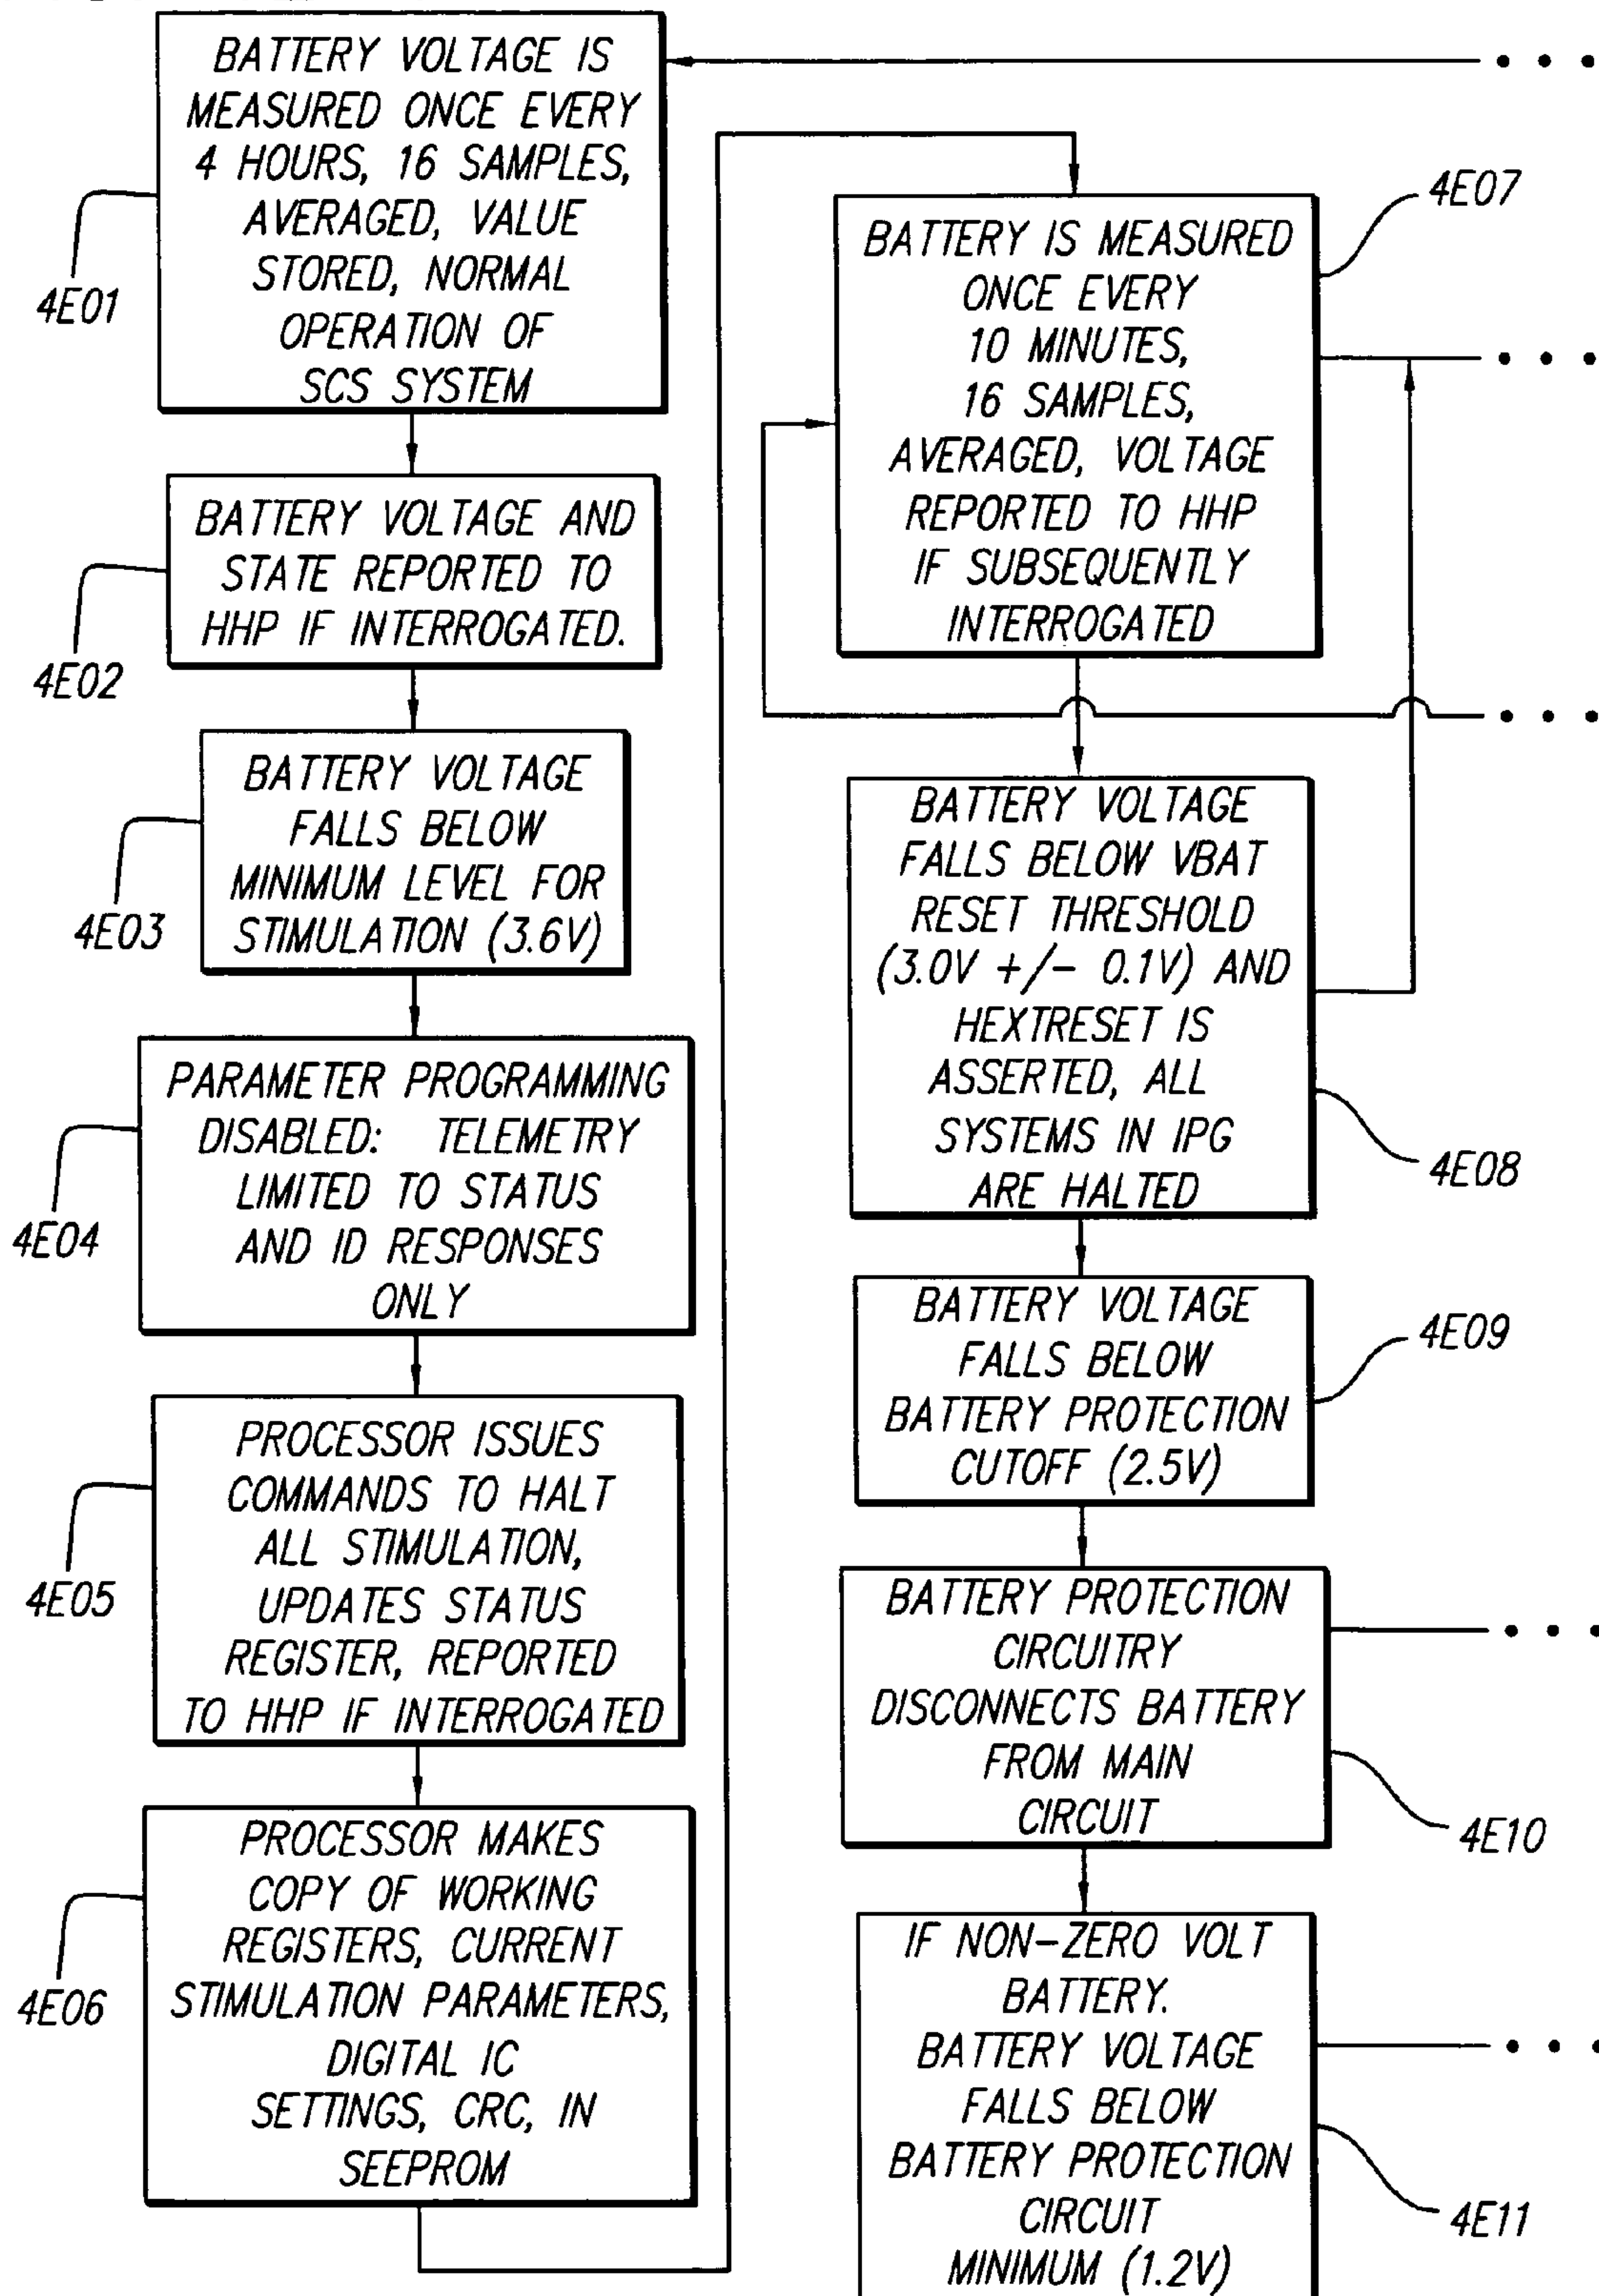 BATTERY VOLTAGE IS
MEASURED ONCE EVERY
4 HOURS, 16 SAMPLES,
AVERAGED, VALUE
STORED, NORMAL
OPERATION OF
SCS SYSTEM
4E01
BATTERY VOLTAGE AND
STATE REPORTED TO
HHP IF INTERROGATED.
4E02
BATTERY VOLTAGE
FALLS BELOW
MINIMUM LEVEL FOR
STIMULATION (3.6V)
4E03
PARAMETER PROGRAMMING
DISABLED: TELEMETRY
LIMITED TO STATUS
AND ID RESPONSES
ONLY
4E04
PROCESSOR ISSUES
COMMANDS TO HALT
ALL STIMULATION,
UPDATES STATUS
REGISTER, REPORTED
TO HHP IF INTERROGATED
4E05
PROCESSOR MAKES
COPY OF WORKING
REGISTERS, CURRENT
STIMULATION PARAMETERS,
DIGITAL IC
SETTINGS, CRC, IN
SEEPROM
4E06
BATTERY IS MEASURED
ONCE EVERY
10 MINUTES,
16 SAMPLES,
AVERAGED, VOLTAGE
REPORTED TO HHP
IF SUBSEQUENTLY
INTERROGATED
4E07
BATTERY VOLTAGE
FALLS BELOW VBAT
RESET THRESHOLD
(3.0V +/- 0.1V) AND
HEXTRESET IS
ASSERTED, ALL
SYSTEMS IN IPG
ARE HALTED
4E08
BATTERY VOLTAGE
FALLS BELOW
BATTERY PROTECTION
CUTOFF (2.5V)
4E09
BATTERY PROTECTION
CIRCUITRY
DISCONNECTS BATTERY
FROM MAIN
CIRCUIT
4E10
IF NON-ZERO VOLT
BATTERY.
BATTERY VOLTAGE
FALLS BELOW
BATTERY PROTECTION
CIRCUIT
MINIMUM (1.2V)
4E11